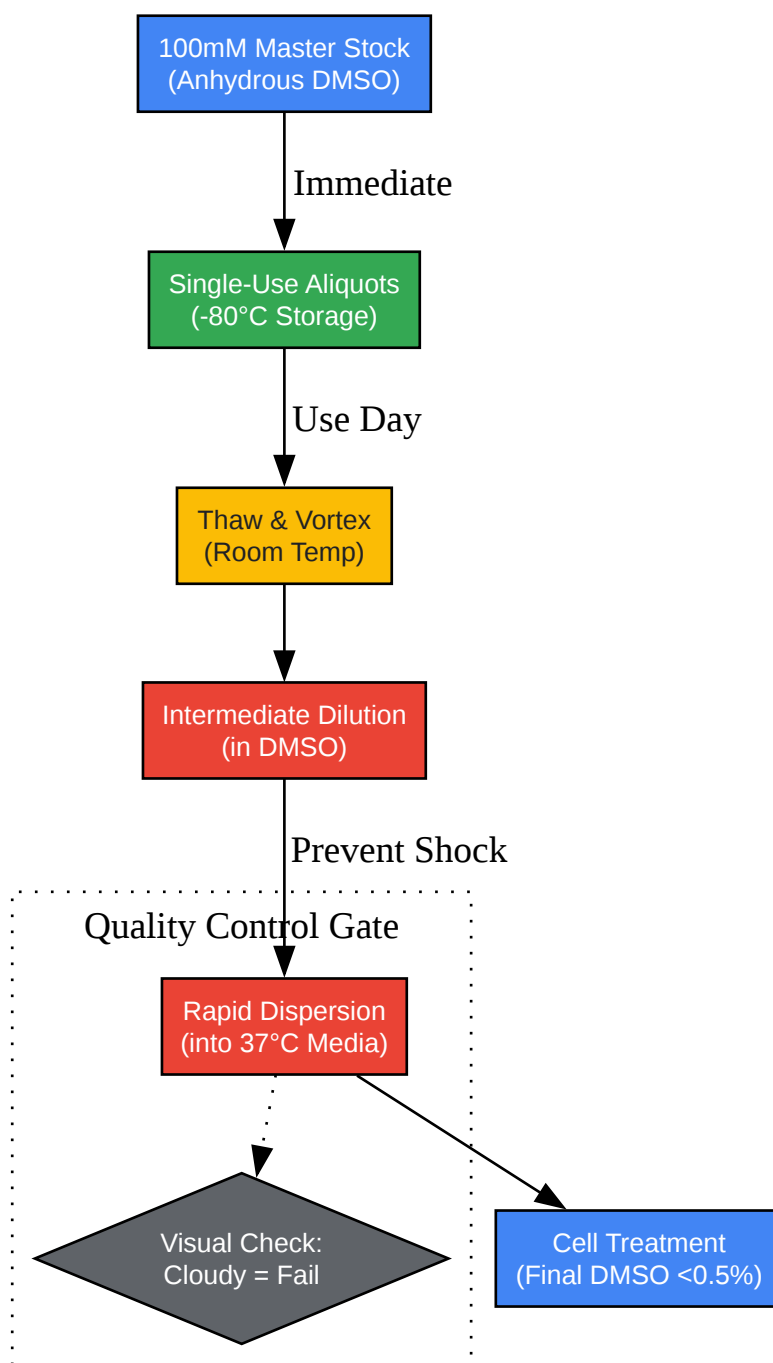 100mM Master Stock
(Anhydrous DMSO)
Immediate
Single-Use Aliquots
(-80°C Storage)
Use Day
Thaw & Vortex
(Room Temp)
Intermediate Dilution
(in DMSO)
Prevent Shock
Quality Control Gate
Rapid Dispersion
(into 37°C Media)
Visual Check:
Cloudy = Fail
Cell Treatment
(Final DMSO <0.5%)